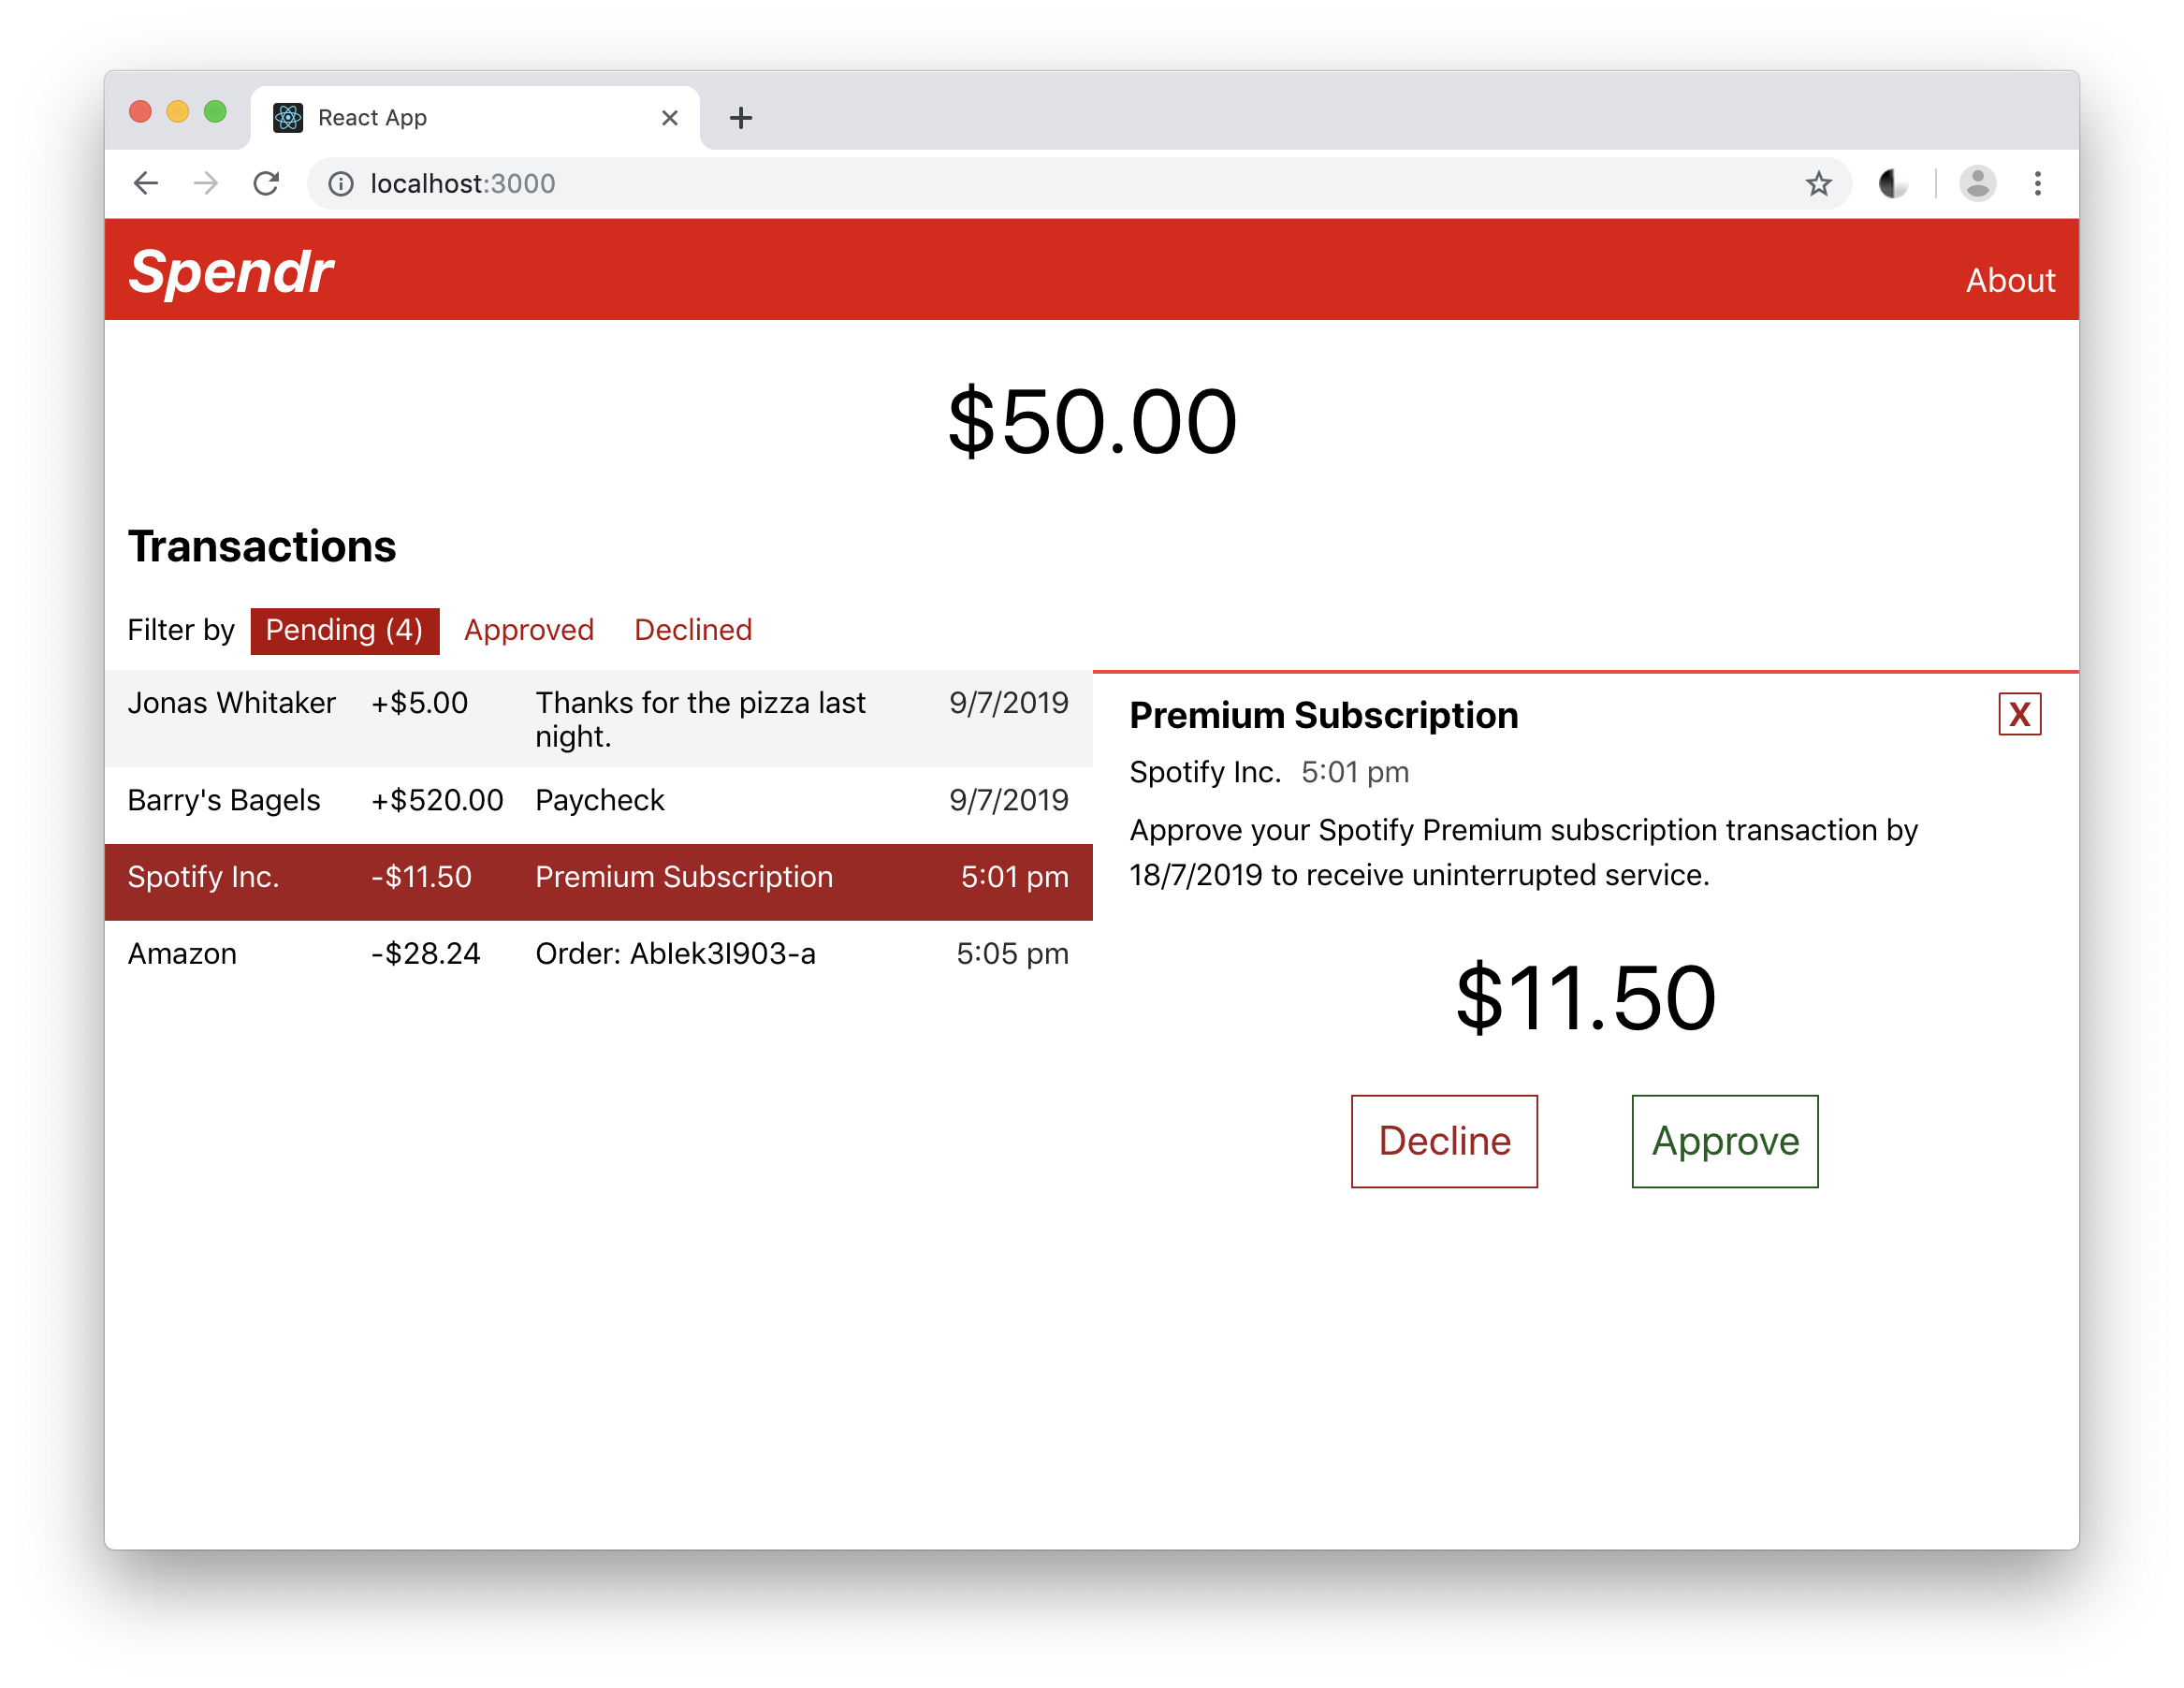 React App
localhost:3000
Spendr
About
$50.00
Transactions
Filter by Pending (4) Approved Declined
Jonas Whitaker +$5.00 Thanks for the pizza last night. 9/7/2019
Barry's Bagels +$520.00 Paycheck 9/7/2019
Spotify Inc. -$11.50 Premium Subscription 5:01 pm
Amazon -$28.24 Order: Ablek3l903-a 5:05 pm
Premium Subscription
X
Spotify Inc. 5:01 pm
Approve your Spotify Premium subscription transaction by
18/7/2019 to receive uninterrupted service.
$11.50
Decline Approve